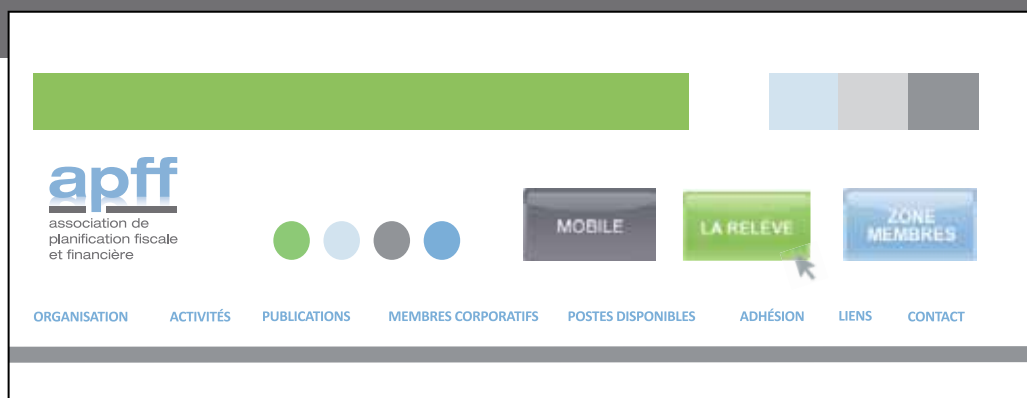 apff
association de
planification fiscale
et financière
MOBILE
LA RELÈVE
ZONE
MEMBRES
ORGANISATION ACTIVITÉS PUBLICATIONS MEMBRES CORPORATIFS POSTES DISPONIBLES ADHÉSION LIENS CONTACT